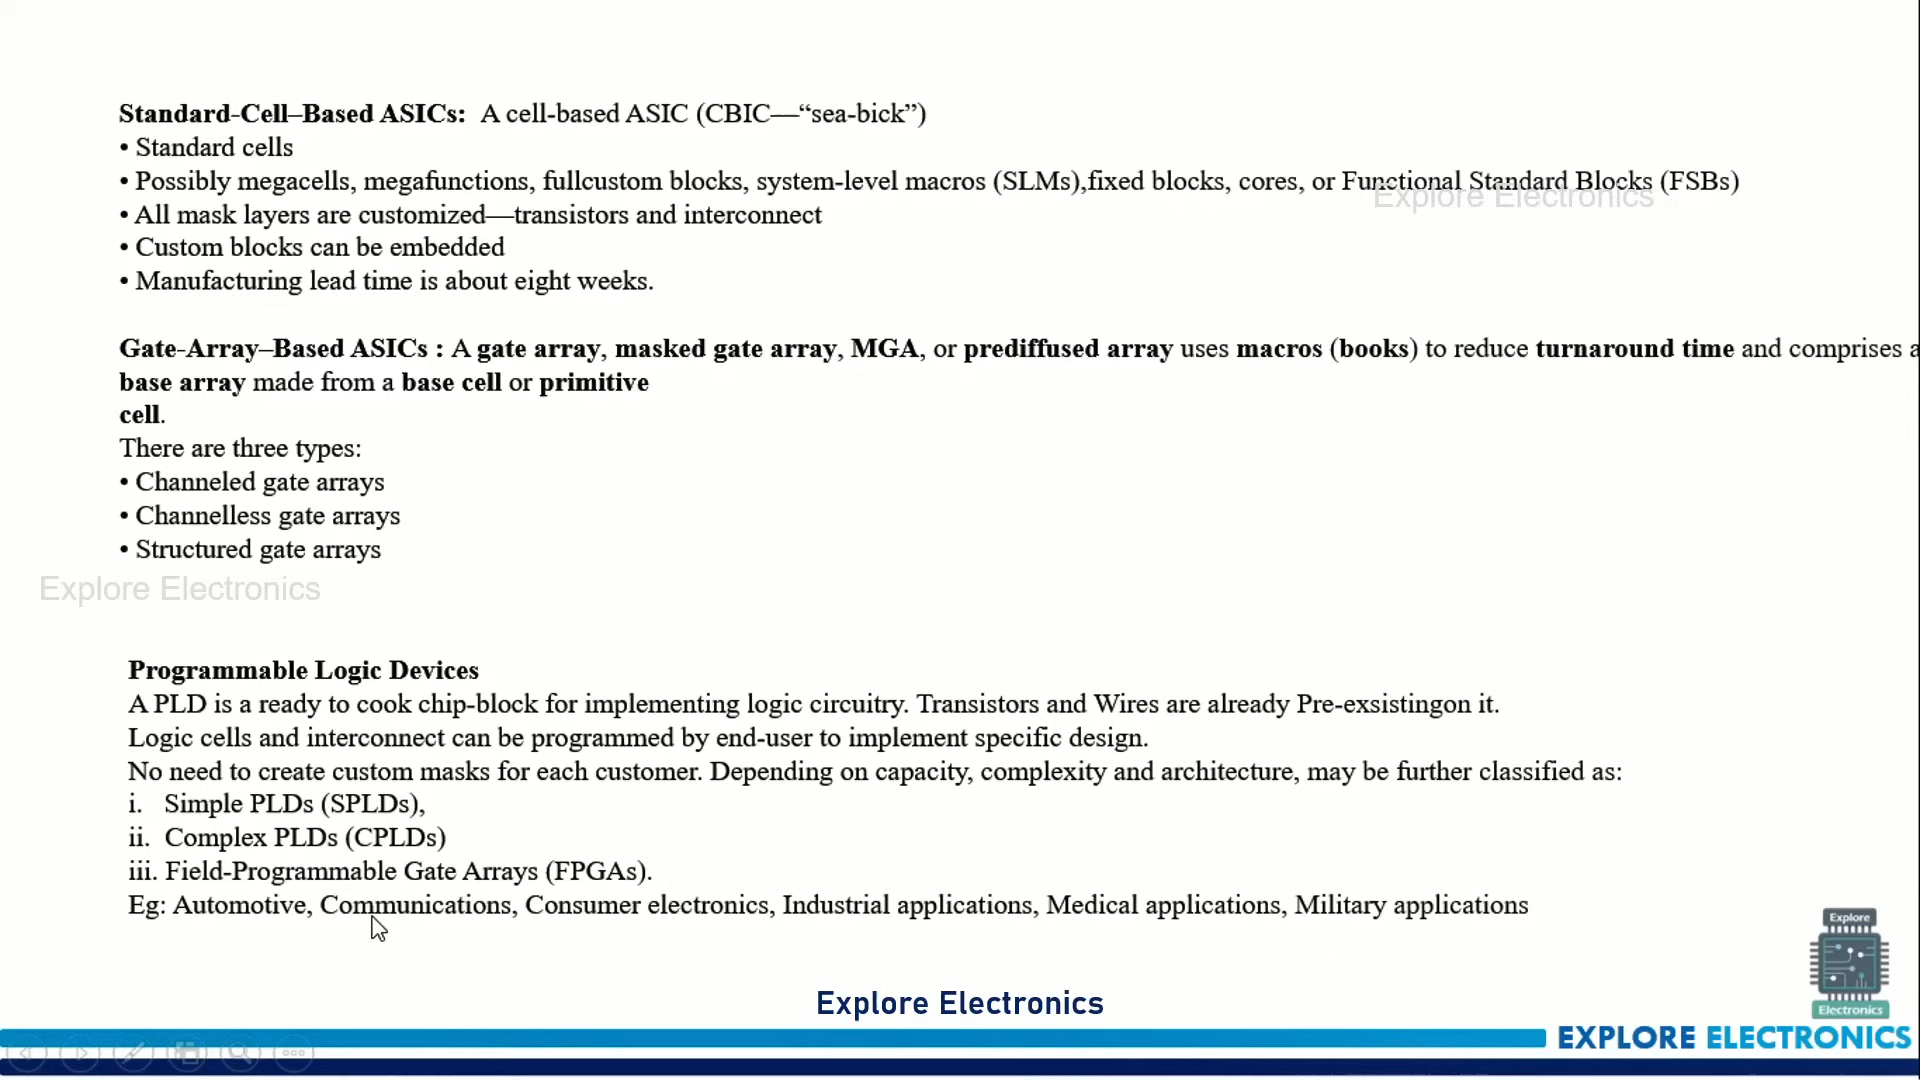 Standard-Cell–Based ASICs: A cell-based ASIC (CBIC—“sea-bick”)
• Standard cells
• Possibly megacells, megafunctions, fullcustom blocks, system-level macros (SLMs),fixed blocks, cores, or Functional Standard Blocks (FSBs)
Explore Electronics
• All mask layers are customized—transistors and interconnect
• Custom blocks can be embedded
• Manufacturing lead time is about eight weeks.
Gate-Array–Based ASICs : A gate array, masked gate array, MGA, or prediffused array uses macros (books) to reduce turnaround time and comprises a
base array made from a base cell or primitive
cell.
There are three types:
• Channeled gate arrays
• Channelless gate arrays
• Structured gate arrays
Explore Electronics
Programmable Logic Devices
A PLD is a ready to cook chip-block for implementing logic circuitry. Transistors and Wires are already Pre-exsistingon it.
Logic cells and interconnect can be programmed by end-user to implement specific design.
No need to create custom masks for each customer. Depending on capacity, complexity and architecture, may be further classified as:
i. Simple PLDs (SPLDs),
ii. Complex PLDs (CPLDs)
iii. Field-Programmable Gate Arrays (FPGAs).
Eg: Automotive, Communications, Consumer electronics, Industrial applications, Medical applications, Military applications
Explore
Electronics
Explore Electronics
EXPLORE ELECTRONICS